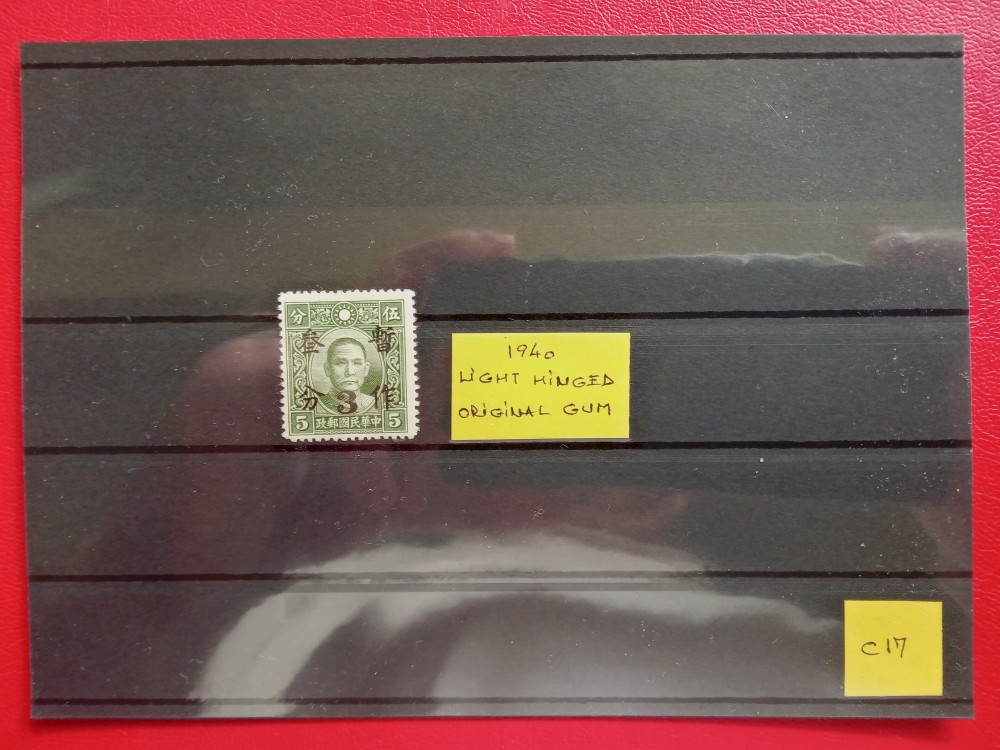 分 伍
叁 暫
分 3 作
5 政郵國民華中 5
1940
LIGHT HINGED
ORIGINAL GUM
C17